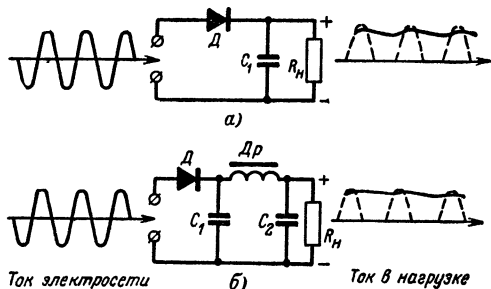 Д
+
C₁
Rн
-
а)
Д
Др
+
C₁
C₂
Rн
-
Ток электросети
б)
Ток в нагрузке